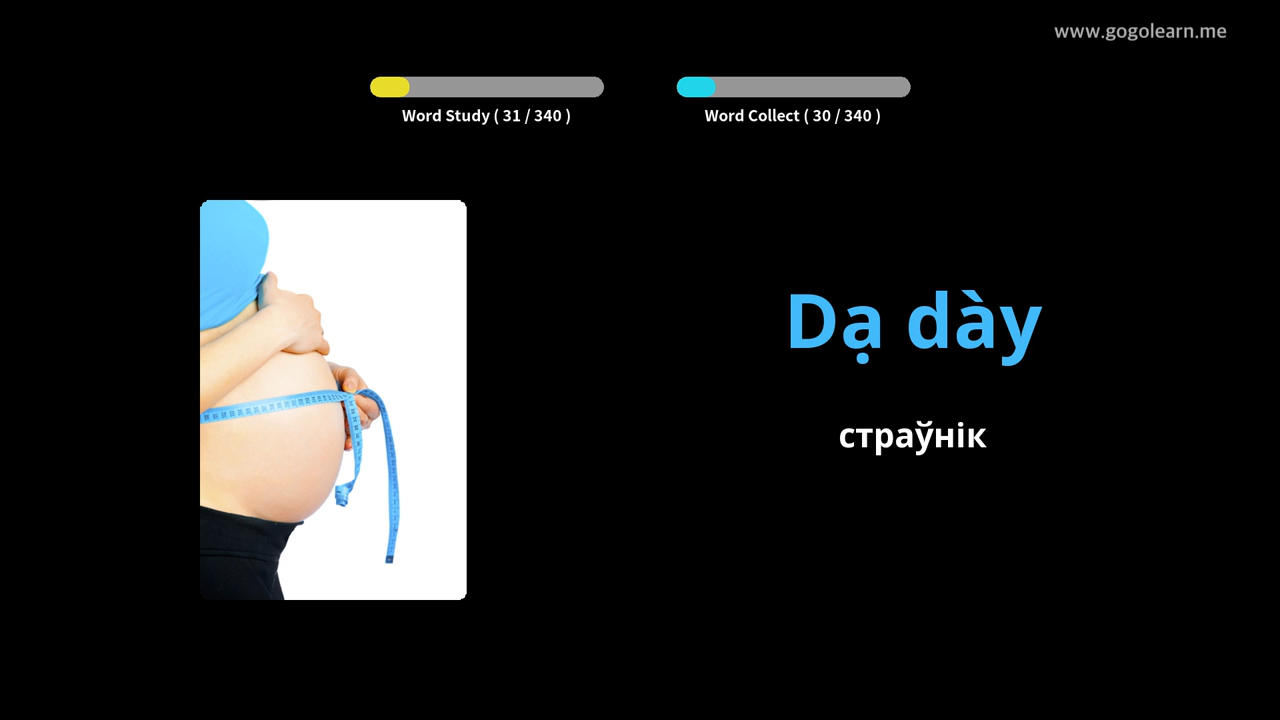 www.gogolearn.me
Word Study ( 31 / 340 )
Word Collect ( 30 / 340 )
Dạ dày
страўнік